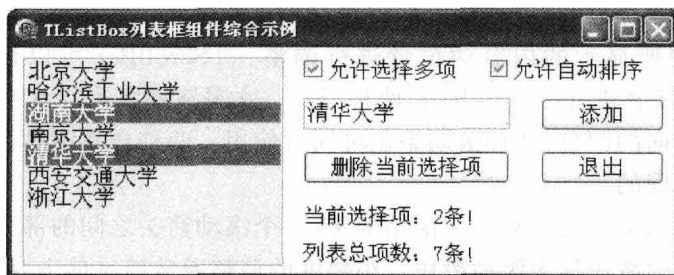 TListBox列表框组件综合示例
北京大学
哈尔滨工业大学
湖南大学
南京大学
清华大学
西安交通大学
浙江大学
允许选择多项 允许自动排序
清华大学 添加
删除当前选择项 退出
当前选择项：2条！
列表总项数：7条！